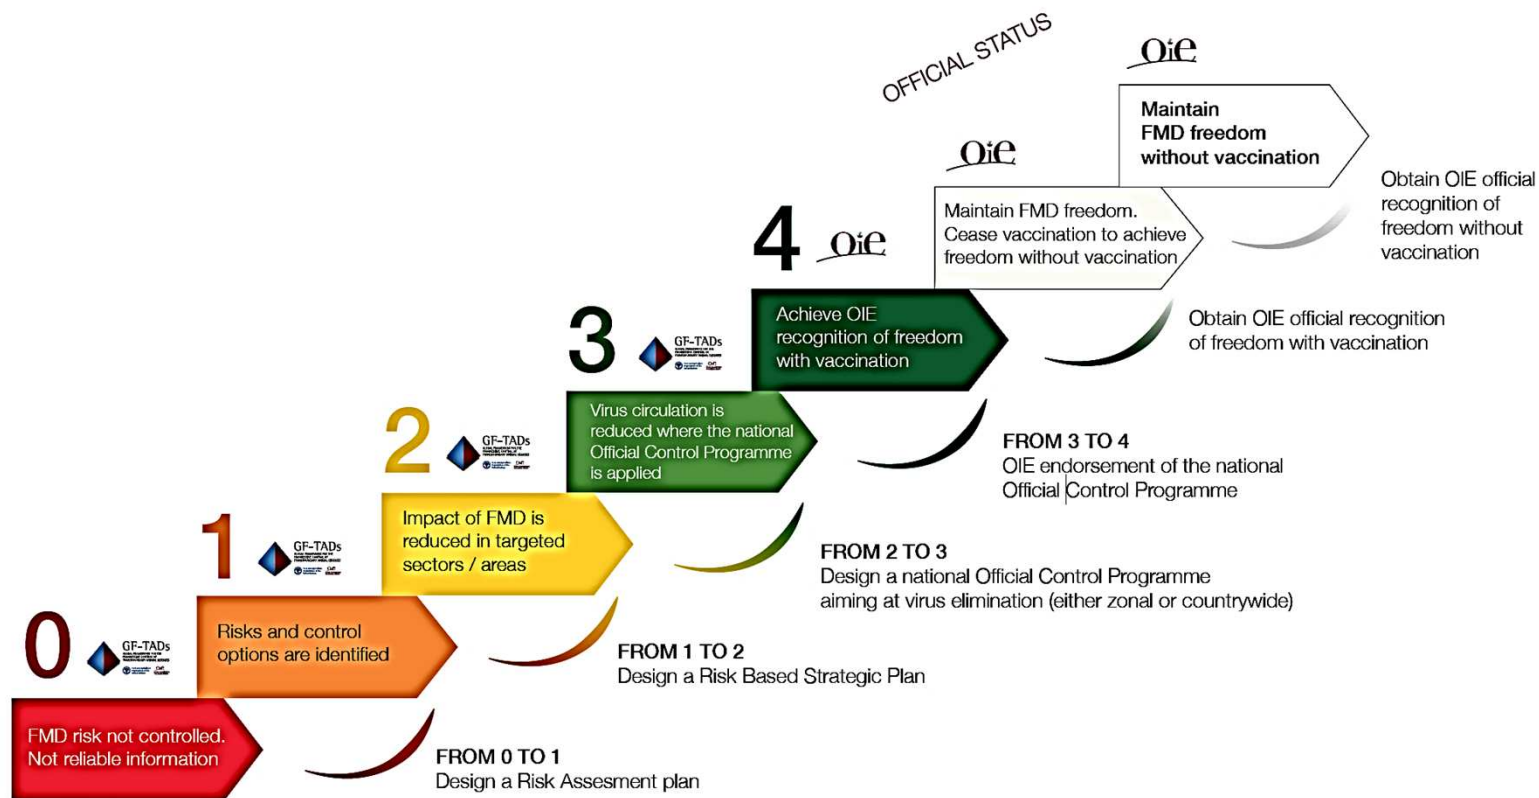 OFFICIAL STATUS
OiE
Maintain
FMD freedom
without vaccination
OiE
Maintain FMD freedom.
Cease vaccination to achieve
freedom without vaccination
Obtain OIE official
recognition of
freedom without
vaccination
4
OiE
Achieve OIE
recognition of freedom
with vaccination
Obtain OIE official recognition
of freedom with vaccination
3
GF-TADs
Virus circulation is
reduced where the national
Official Control Programme
is applied
FROM 3 TO 4
OIE endorsement of the national
Official Control Programme
2
GF-TADs
Impact of FMD is
reduced in targeted
sectors / areas
FROM 2 TO 3
Design a national Official Control Programme
aiming at virus elimination (either zonal or countrywide)
1
GF-TADs
Risks and control
options are identified
FROM 1 TO 2
Design a Risk Based Strategic Plan
0
GF-TADs
FMD risk not controlled.
Not reliable information
FROM 0 TO 1
Design a Risk Assesment plan